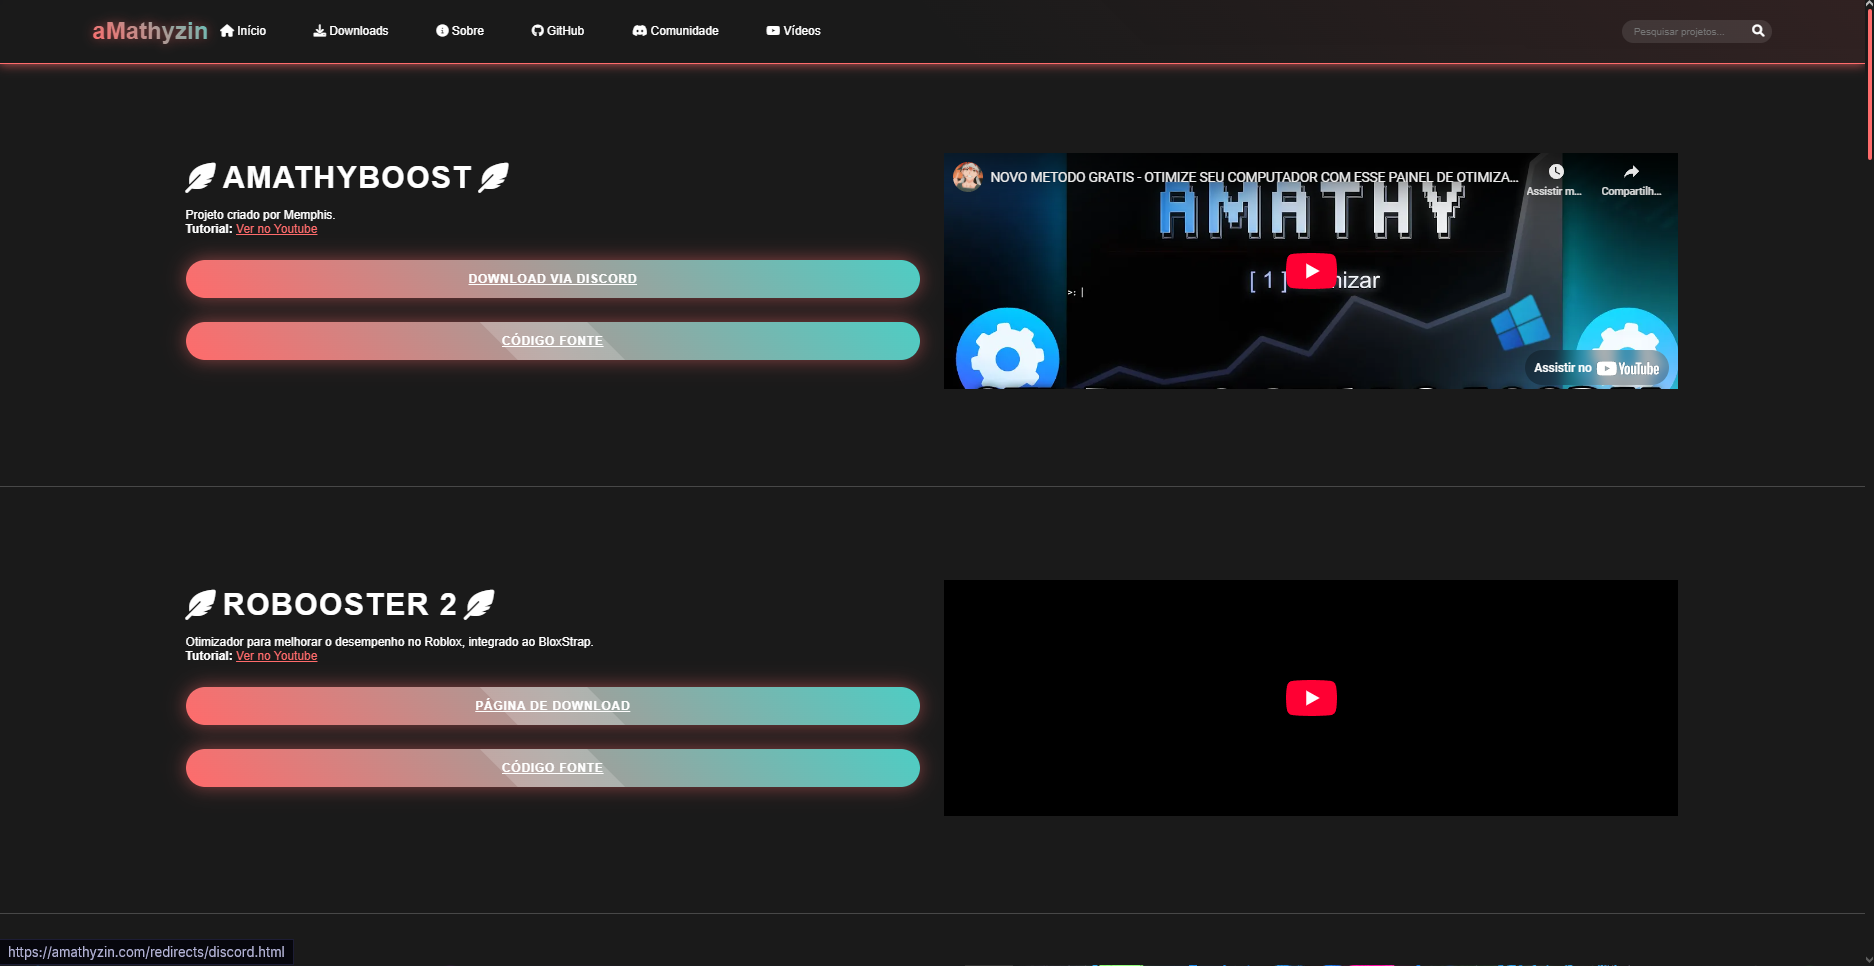 aMathyzin Início Downloads Sobre GitHub Comunidade Vídeos Pesquisar projetos...
AMATHYBOOST
Projeto criado por Memphis.
Tutorial: Ver no Youtube
DOWNLOAD VIA DISCORD
CÓDIGO FONTE
NOVO METODO GRATIS - OTIMIZE SEU COMPUTADOR COM ESSE PAINEL DE OTIMIZA...
Assistir m...
Compartilh...
AMATHY
[ 1 ] nizar
>: |
Assistir no YouTube
ROBOOSTER 2
Otimizador para melhorar o desempenho no Roblox, integrado ao BloxStrap.
Tutorial: Ver no Youtube
PÁGINA DE DOWNLOAD
CÓDIGO FONTE
https://amathyzin.com/redirects/discord.html